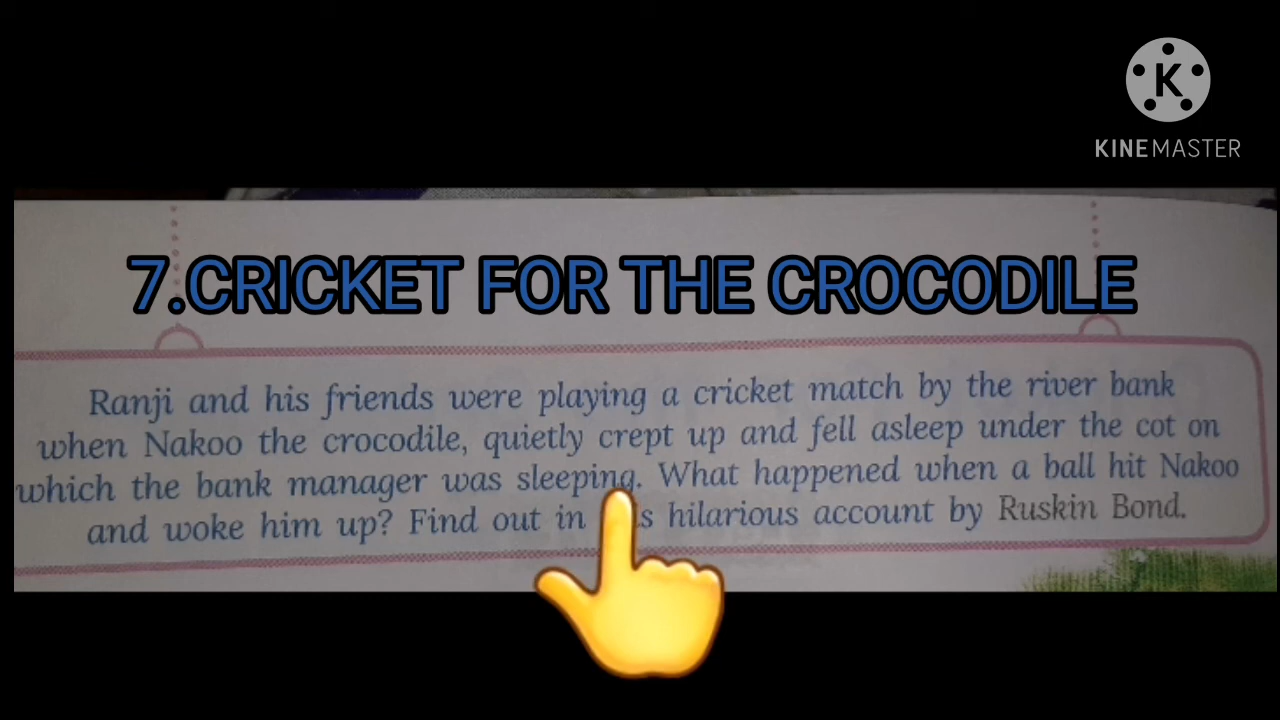 K
KINEMASTER
7.CRICKET FOR THE CROCODILE
Ranji and his friends were playing a cricket match by the river bank
when Nakoo the crocodile, quietly crept up and fell asleep under the cot on
which the bank manager was sleeping. What happened when a ball hit Nakoo
and woke him up? Find out in s hilarious account by Ruskin Bond.